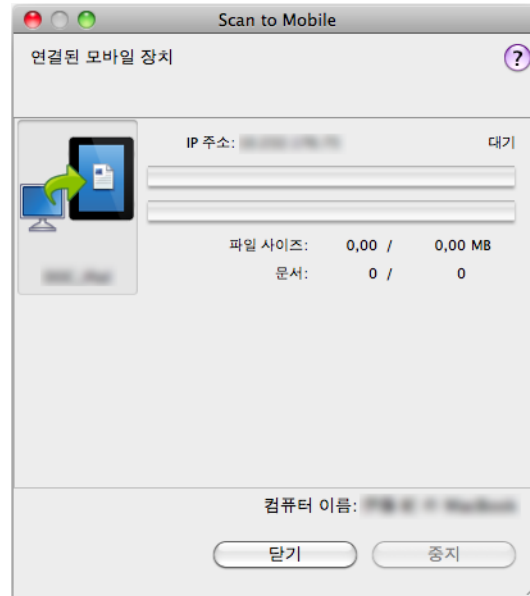 Scan to Mobile
연결된 모바일 장치
?
IP 주소: 대기
파일 사이즈: 0,00 / 0,00 MB
문서: 0 / 0
컴퓨터 이름:
닫기 중지